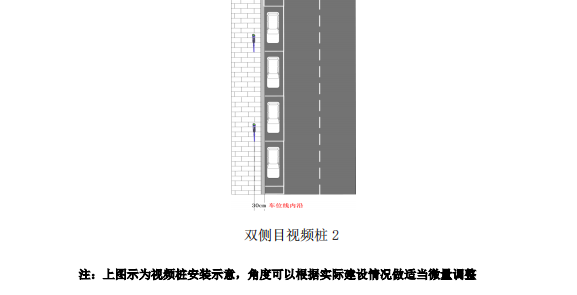 30cm 车位线内沿
双侧目视频桩 2
注：上图示为视频桩安装示意，角度可以根据实际建设情况做适当微量调整